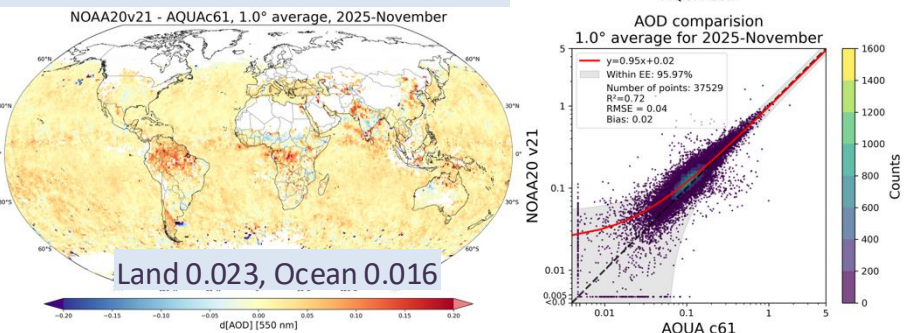 NOAA20v21 - AQUAc61, 1.0° average, 2025-November
60°N
60°N
30°N
0°
30°S
30°S
60°S
60°S
Land 0.023, Ocean 0.016
−0.20 −0.15 −0.10 −0.05 0.00 0.05 0.10 0.15 0.20
d[AOD] [550 nm]
AOD comparision
1.0° average for 2025-November
y=0.95x+0.02
Within EE: 95.97%
Number of points: 37529
R²=0.72
RMSE = 0.04
Bias: 0.02
5
1
0.1
0.01
0.005
<0.0
NOAA20 v21
0.01 0.1 1 5
AQUA c61
1600
1400
1200
1000
800
600
400
200
0
Counts